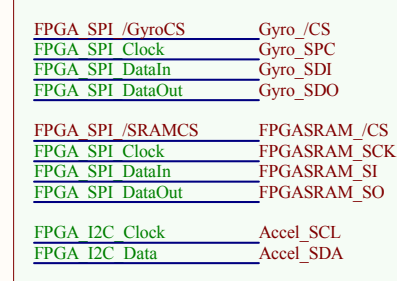 FPGA_SPI_/GyroCS Gyro_/CS
FPGA_SPI_Clock Gyro_SPC
FPGA_SPI_DataIn Gyro_SDI
FPGA_SPI_DataOut Gyro_SDO
FPGA_SPI_/SRAMCS FPGASRAM_/CS
FPGA_SPI_Clock FPGASRAM_SCK
FPGA_SPI_DataIn FPGASRAM_SI
FPGA_SPI_DataOut FPGASRAM_SO
FPGA_I2C_Clock Accel_SCL
FPGA_I2C_Data Accel_SDA